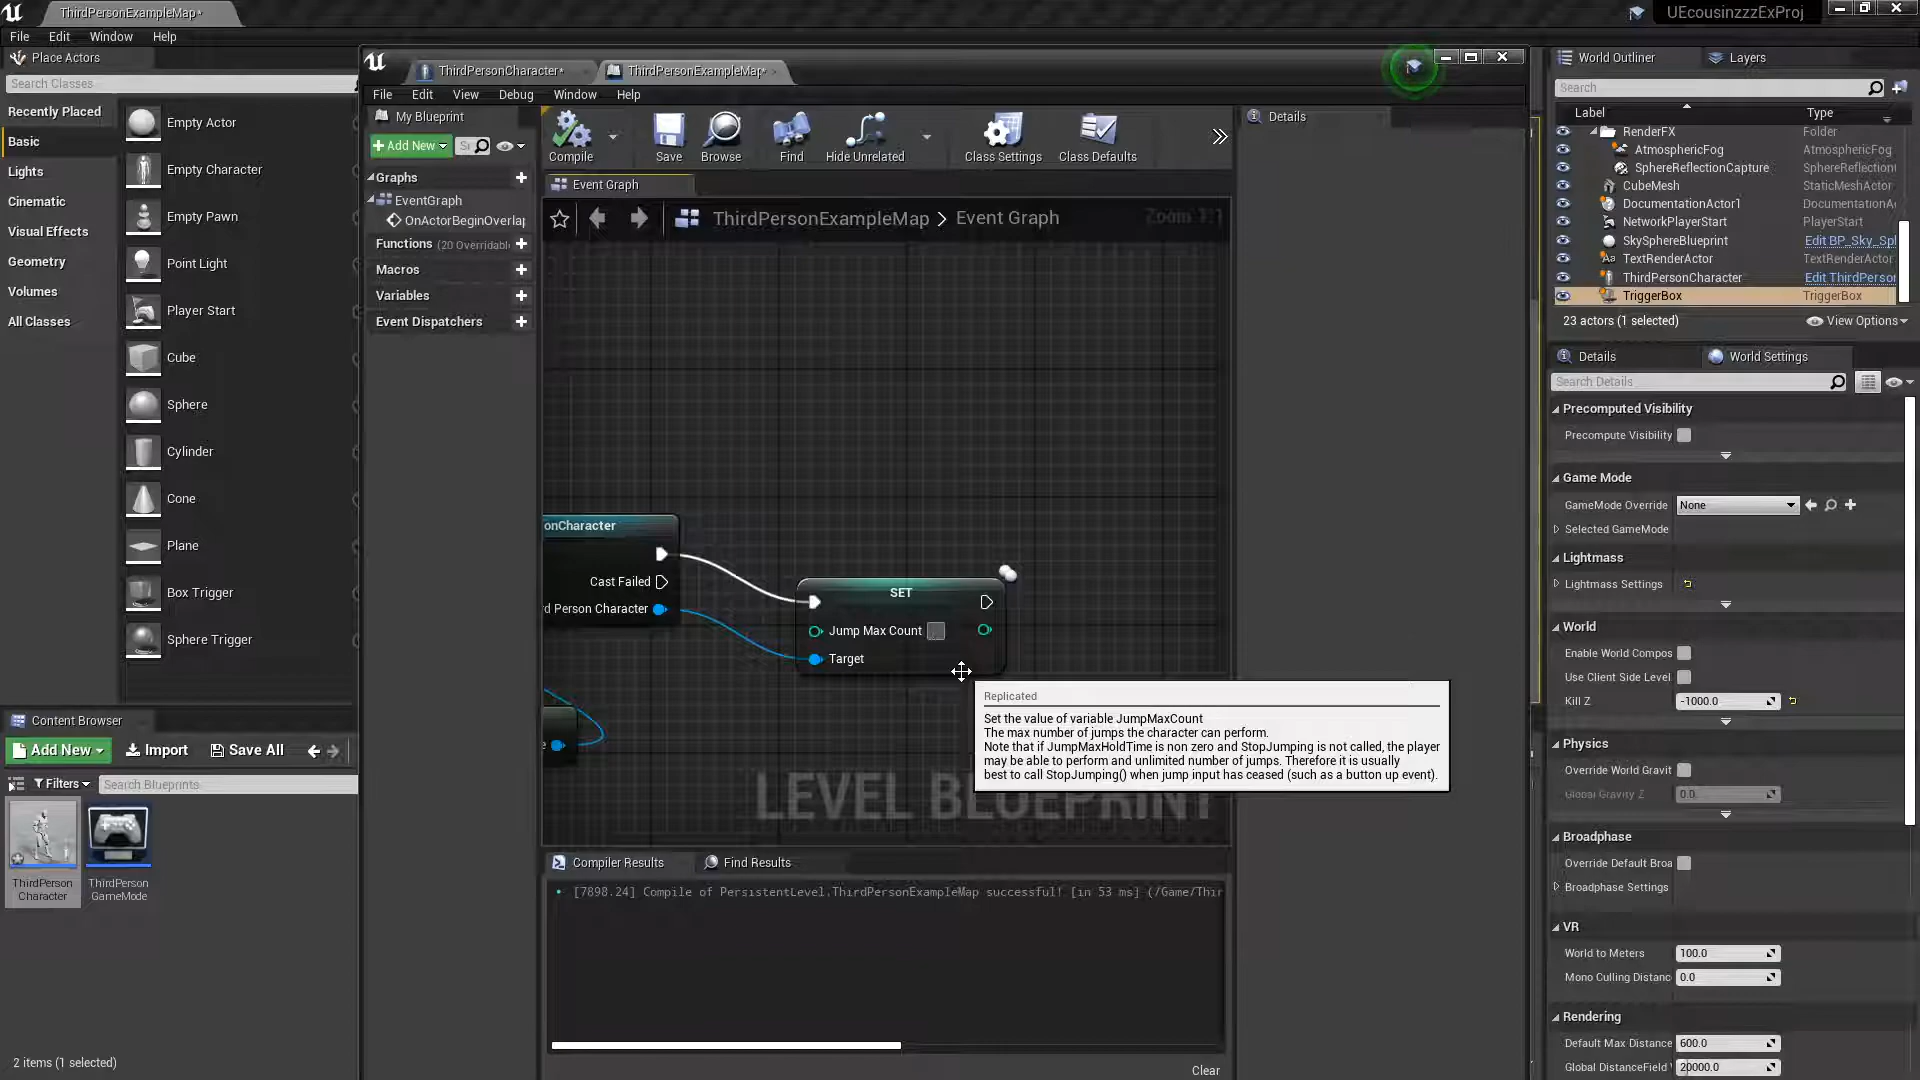 ThirdPersonExampleMap*
UEcousinzzzExProj
File Edit Window Help
Place Actors
Search Classes
Recently Placed
Basic
Lights
Cinematic
Visual Effects
Geometry
Volumes
All Classes
Empty Actor
Empty Character
Empty Pawn
Point Light
Player Start
Cube
Sphere
Cylinder
Cone
Plane
Box Trigger
Sphere Trigger
Content Browser
Add New Import Save All
Filters Search Blueprints
ThirdPerson
Character
ThirdPerson
GameMode
2 items (1 selected)
ThirdPersonCharacter* ThirdPersonExampleMap*
File Edit View Debug Window Help
My Blueprint
Add New
Graphs
EventGraph
OnActorBeginOverlap
Functions (20 Overridabl
Macros
Variables
Event Dispatchers
Compile Save Browse Find Hide Unrelated Class Settings Class Defaults
Event Graph
ThirdPersonExampleMap > Event Graph
Zoom 1:1
onCharacter
Cast Failed
d Person Character
SET
Jump Max Count
Target
e
Replicated
Set the value of variable JumpMaxCount
The max number of jumps the character can perform.
Note that if JumpMaxHoldTime is non zero and StopJumping is not called, the player
may be able to perform and unlimited number of jumps. Therefore it is usually
best to call StopJumping() when jump input has ceased (such as a button up event).
LEVEL BLUEPRINT
Compiler Results Find Results
[7898.24] Compile of PersistentLevel.ThirdPersonExampleMap successful! [in 53 ms] (/Game/Thir
Clear
Details
World Outliner Layers
Search
Label Type
RenderFX Folder
AtmosphericFog AtmosphericFog
SphereReflectionCapture SphereReflection
CubeMesh StaticMeshActor
DocumentationActor1 DocumentationA
NetworkPlayerStart PlayerStart
SkySphereBlueprint Edit BP_Sky_Sp
TextRenderActor TextRenderActor
ThirdPersonCharacter Edit ThirdPerson
TriggerBox TriggerBox
23 actors (1 selected) View Options
Details World Settings
Search Details
Precomputed Visibility
Precompute Visibility
Game Mode
GameMode Override None
Selected GameMode
Lightmass
Lightmass Settings
World
Enable World Compos
Use Client Side Level
Kill Z -1000.0
Physics
Override World Gravit
Global Gravity Z 0.0
Broadphase
Override Default Broa
Broadphase Settings
VR
World to Meters 100.0
Mono Culling Distanc 0.0
Rendering
Default Max Distance 600.0
Global DistanceField 20000.0